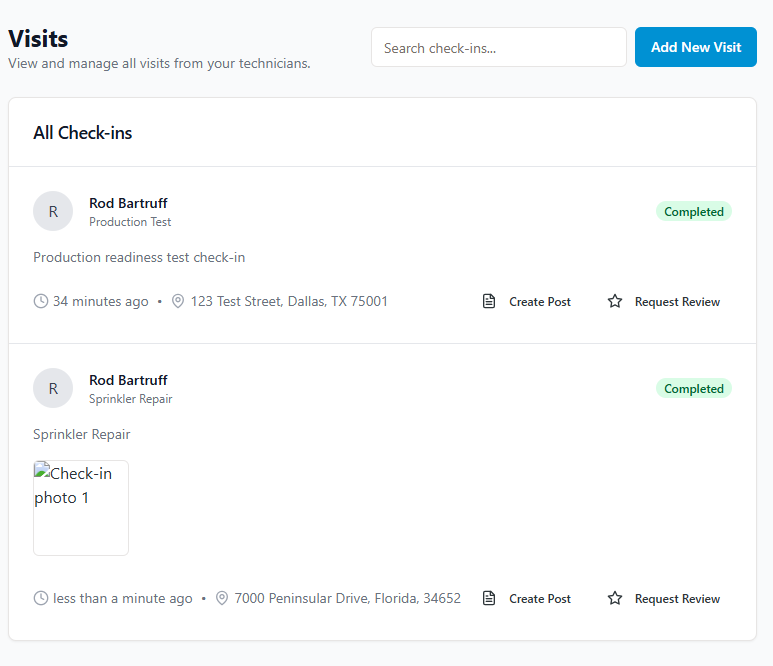 Visits
View and manage all visits from your technicians.
Search check-ins...
Add New Visit
All Check-ins
R
Rod Bartruff
Production Test
Completed
Production readiness test check-in
34 minutes ago • 123 Test Street, Dallas, TX 75001
Create Post
Request Review
R
Rod Bartruff
Sprinkler Repair
Completed
Sprinkler Repair
Check-in
photo 1
less than a minute ago • 7000 Peninsular Drive, Florida, 34652
Create Post
Request Review